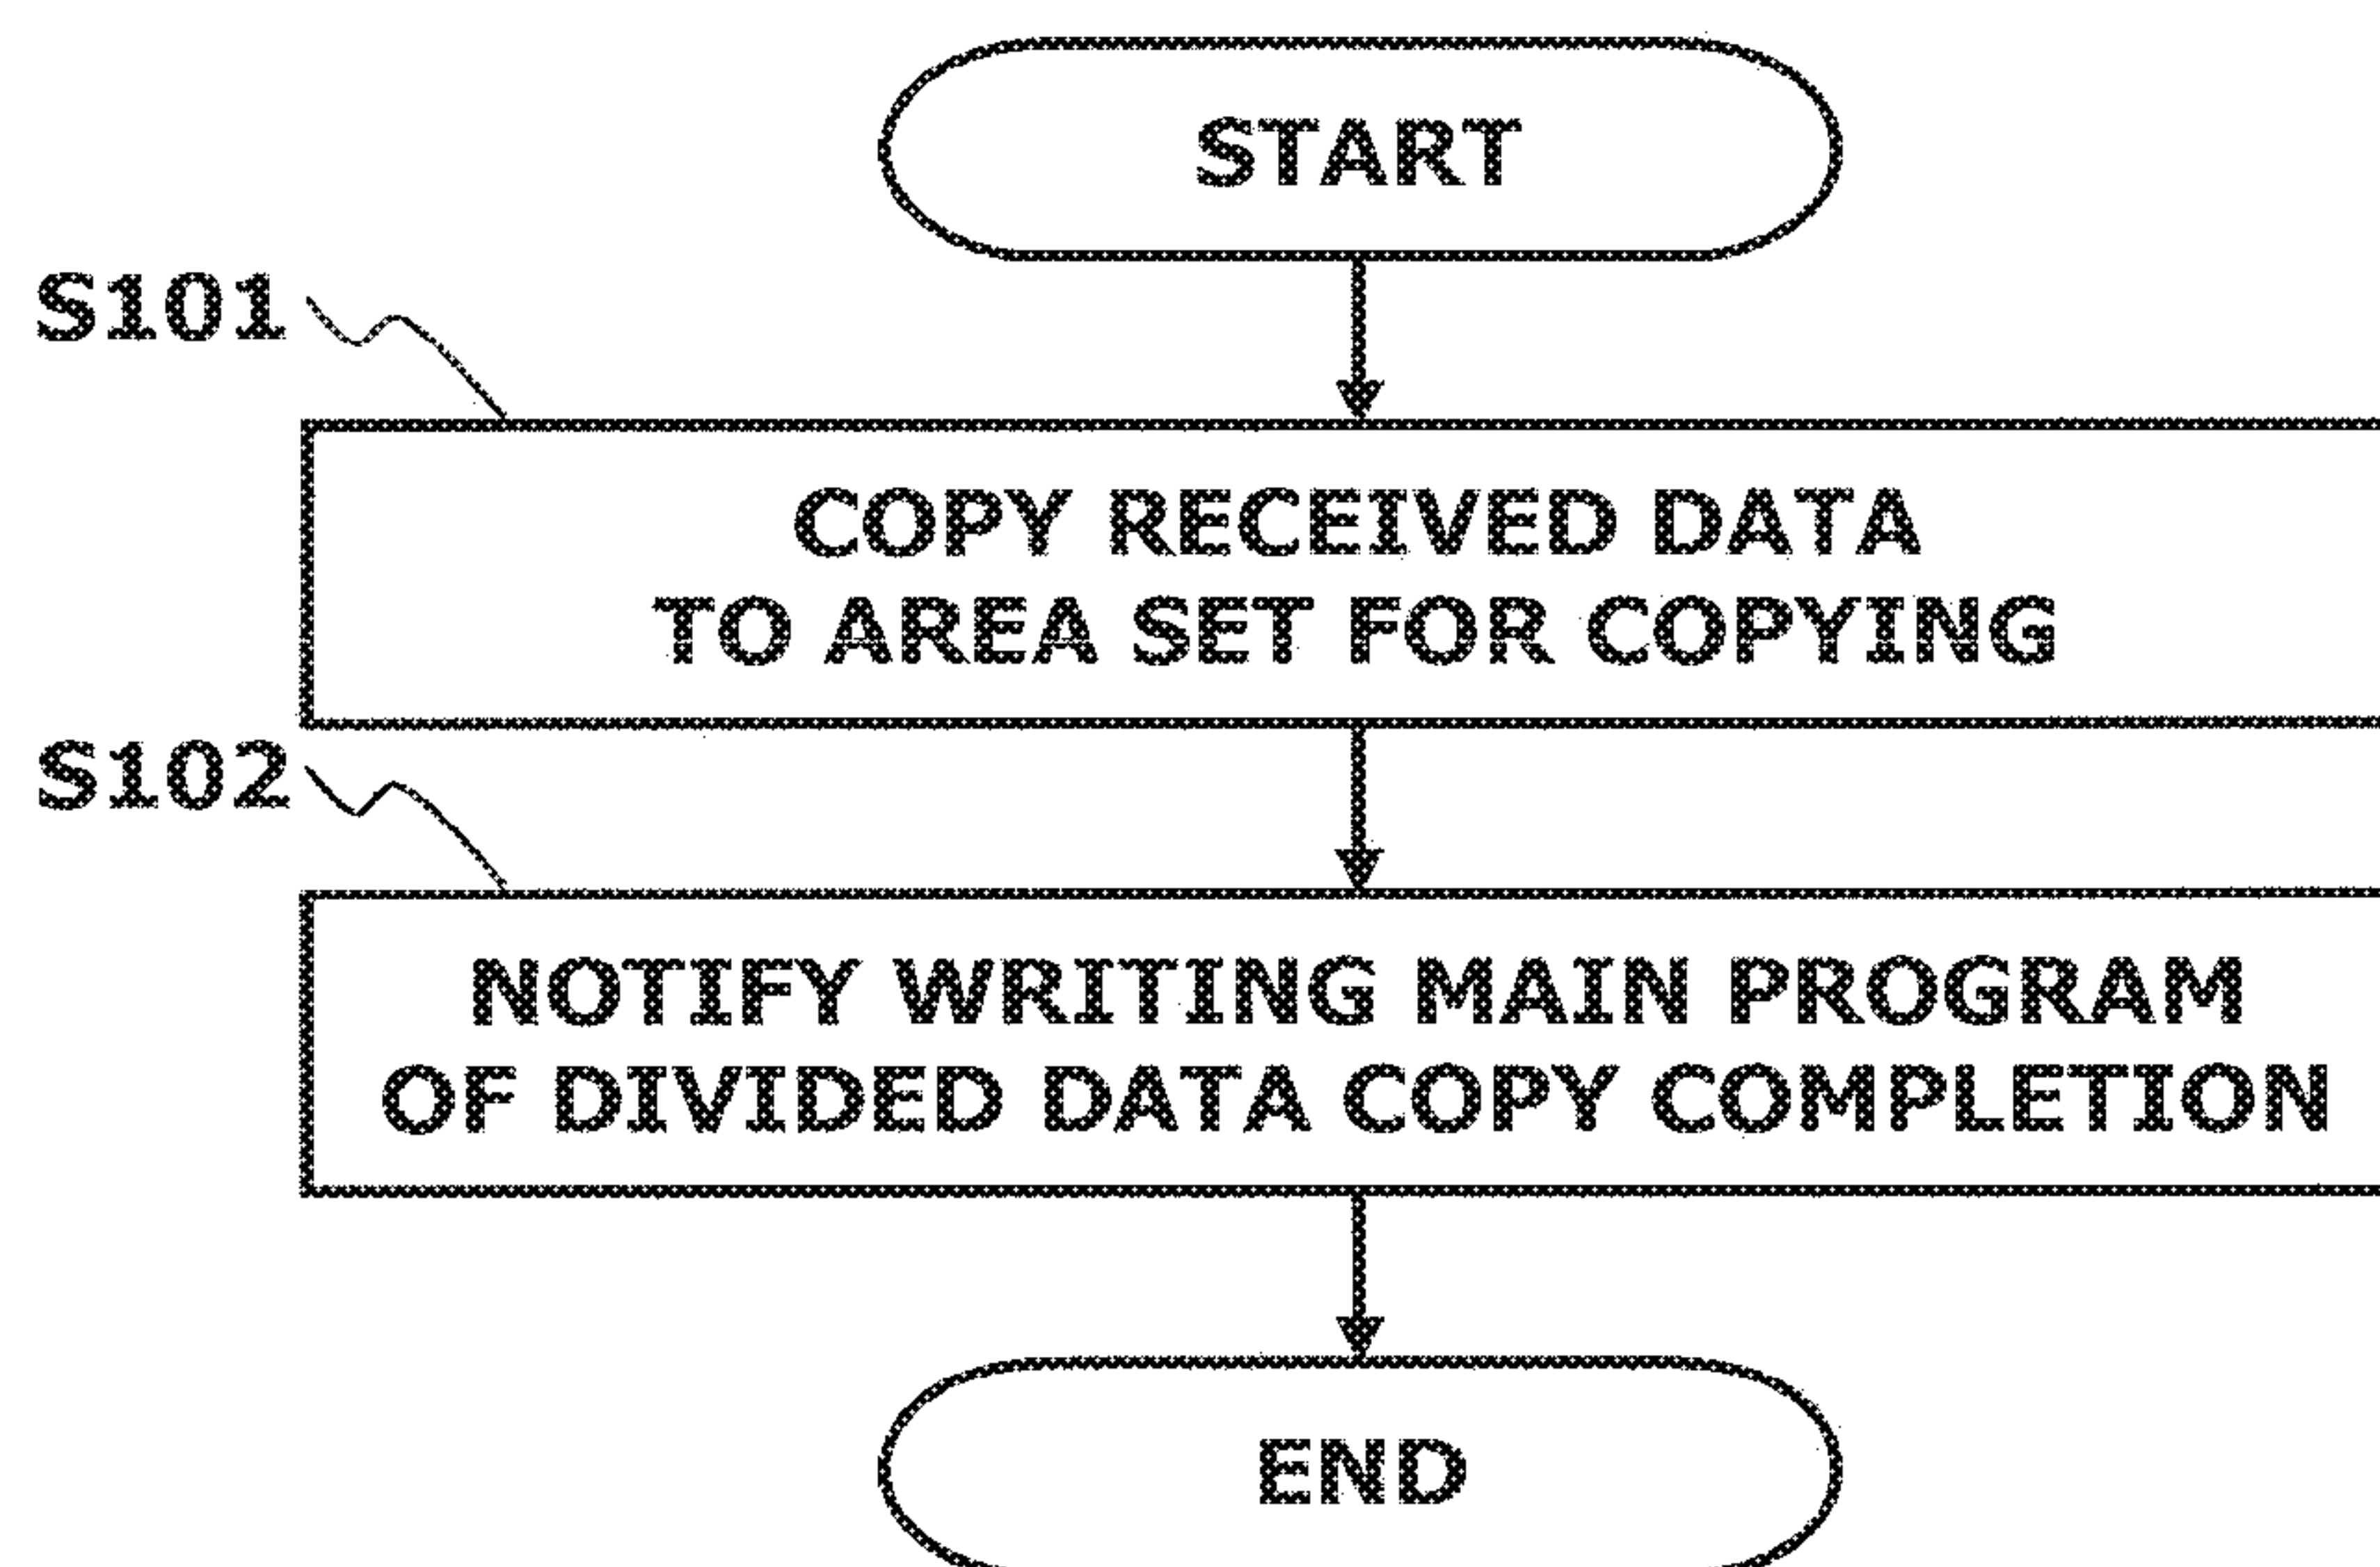 START
S101
COPY RECEIVED DATA
TO AREA SET FOR COPYING
S102
NOTIFY WRITING MAIN PROGRAM
OF DIVIDED DATA COPY COMPLETION
END